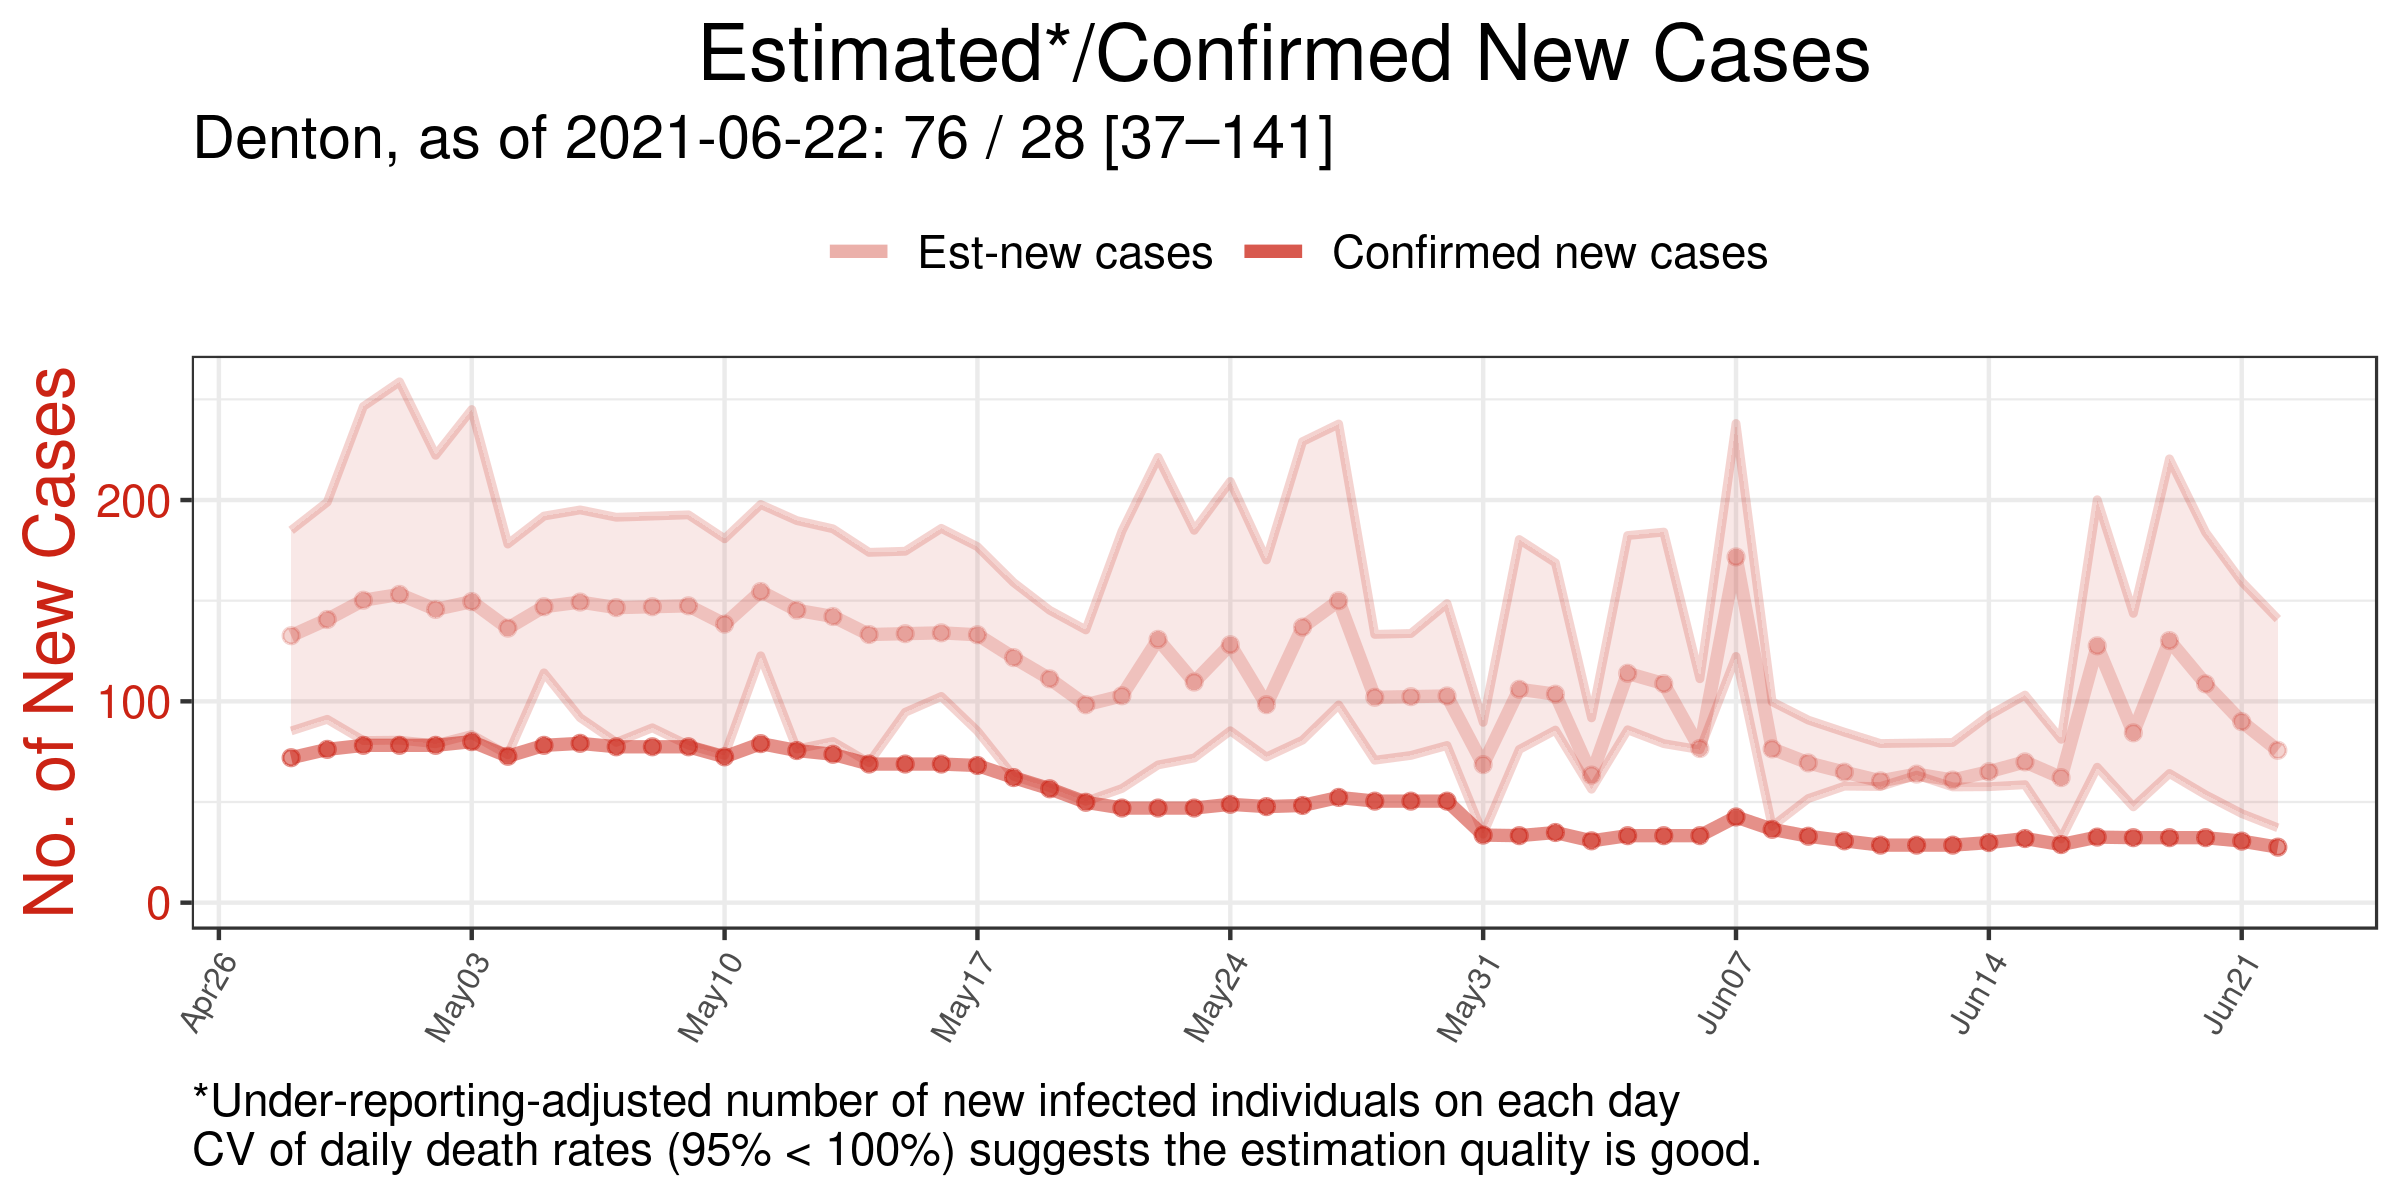 Estimated*/Confirmed New Cases
Denton, as of 2021-06-22: 76 / 28 [37–141]
Est-new cases Confirmed new cases
No. of New Cases
200
100
0
Apr26 May03 May10 May17 May24 May31 Jun07 Jun14 Jun21
*Under-reporting-adjusted number of new infected individuals on each day
CV of daily death rates (95% < 100%) suggests the estimation quality is good.